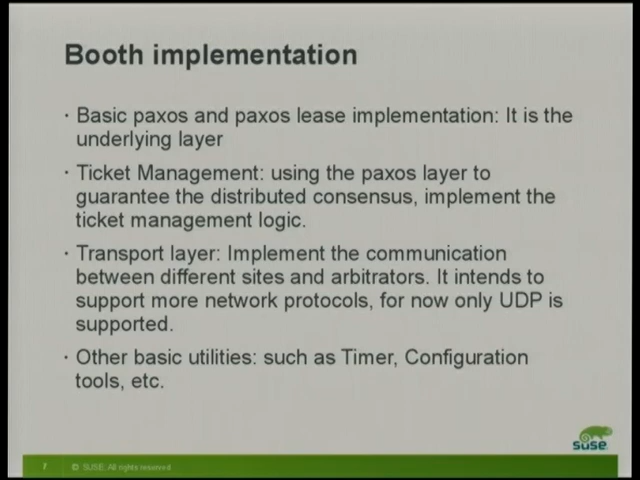 Booth implementation
· Basic paxos and paxos lease implementation: It is the
underlying layer
· Ticket Management: using the paxos layer to
guarantee the distributed consensus, implement the
ticket management logic.
· Transport layer: Implement the communication
between different sites and arbitrators. It intends to
support more network protocols, for now only UDP is
supported.
· Other basic utilities: such as Timer, Configuration
tools, etc.
SUSE
7 © SUSE, All rights reserved